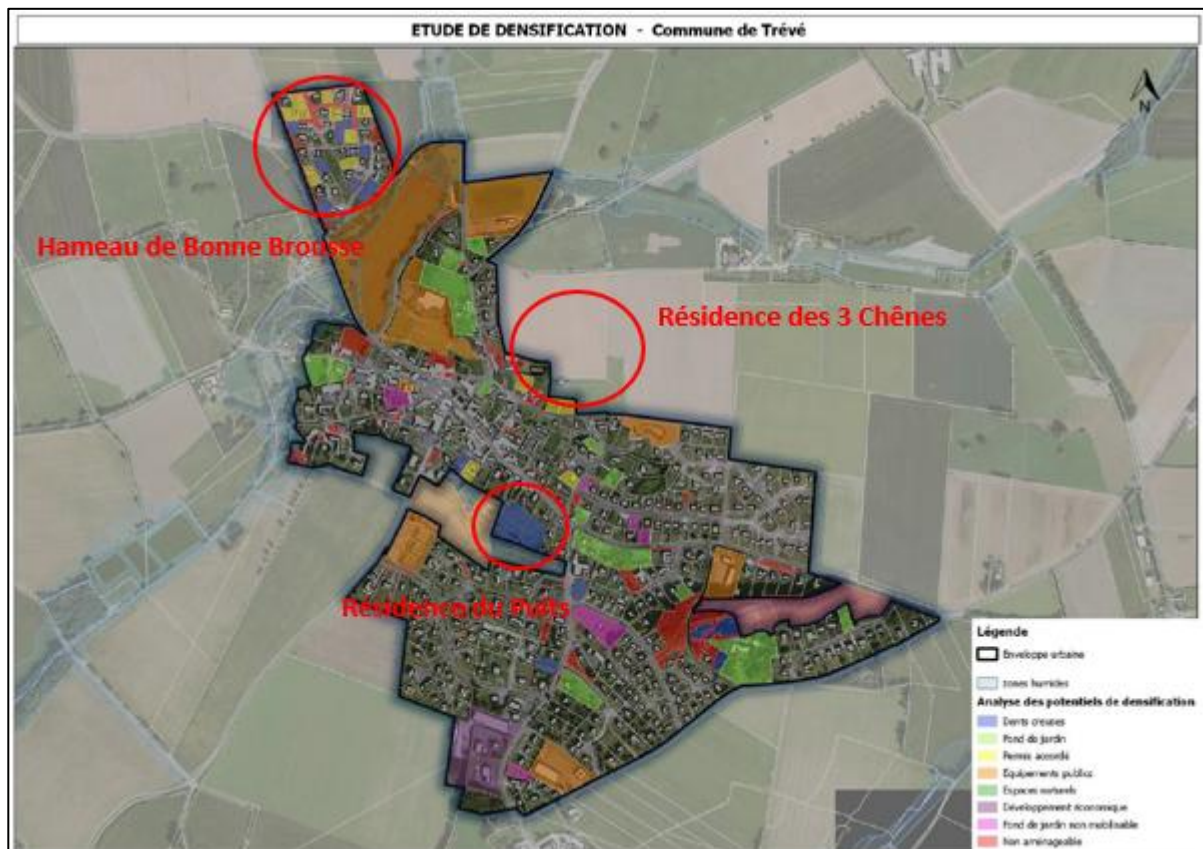 ETUDE DE DENSIFICATION - Commune de Trévé
N
Hameau de Bonne Brousse
Résidence des 3 Chênes
Résidence du Puits
Légende
Enveloppe urbaine
zones humides
Analyse des potentiels de densification
Dents creuses
Fond de jardin
Permis accordé
Equipements publics
Espaces naturels
Développement économique
Fond de jardin non mobilisable
Non aménageable